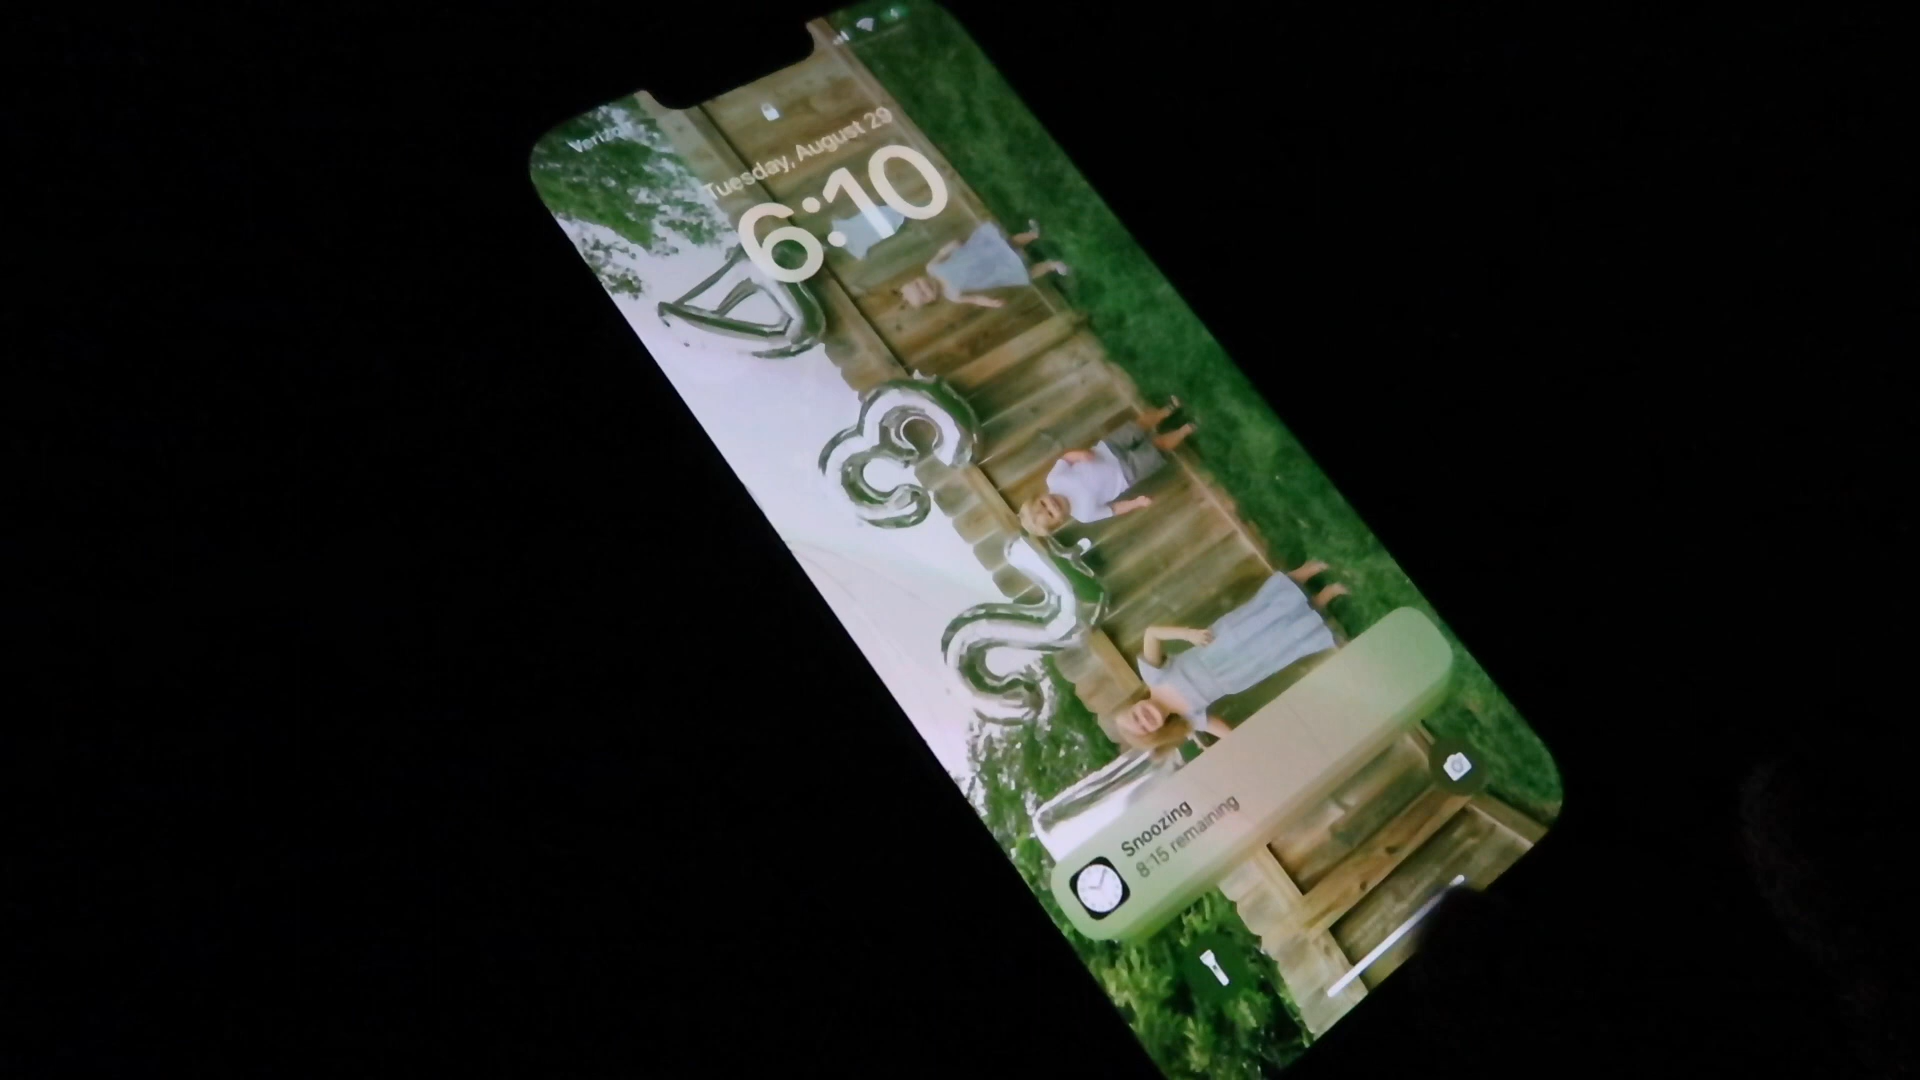 Verizon
Tuesday, August 29
6:10
Snoozing
8:15 remaining